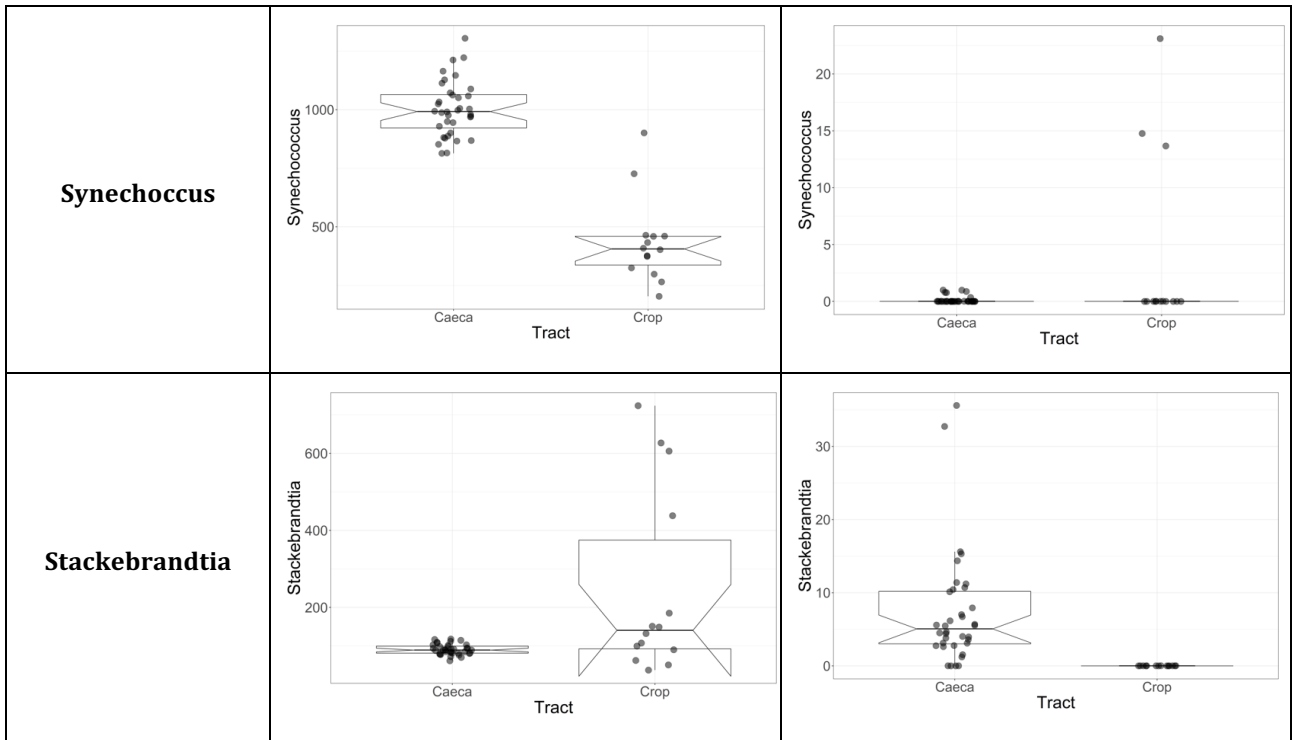 Synechoccus
Synechococcus
1000
500
Caeca
Crop
Tract
Synechococcus
20
15
10
5
0
Caeca
Crop
Tract
Stackebrandtia
Stackebrandtia
600
400
200
Caeca
Crop
Tract
Stackebrandtia
30
20
10
0
Caeca
Crop
Tract